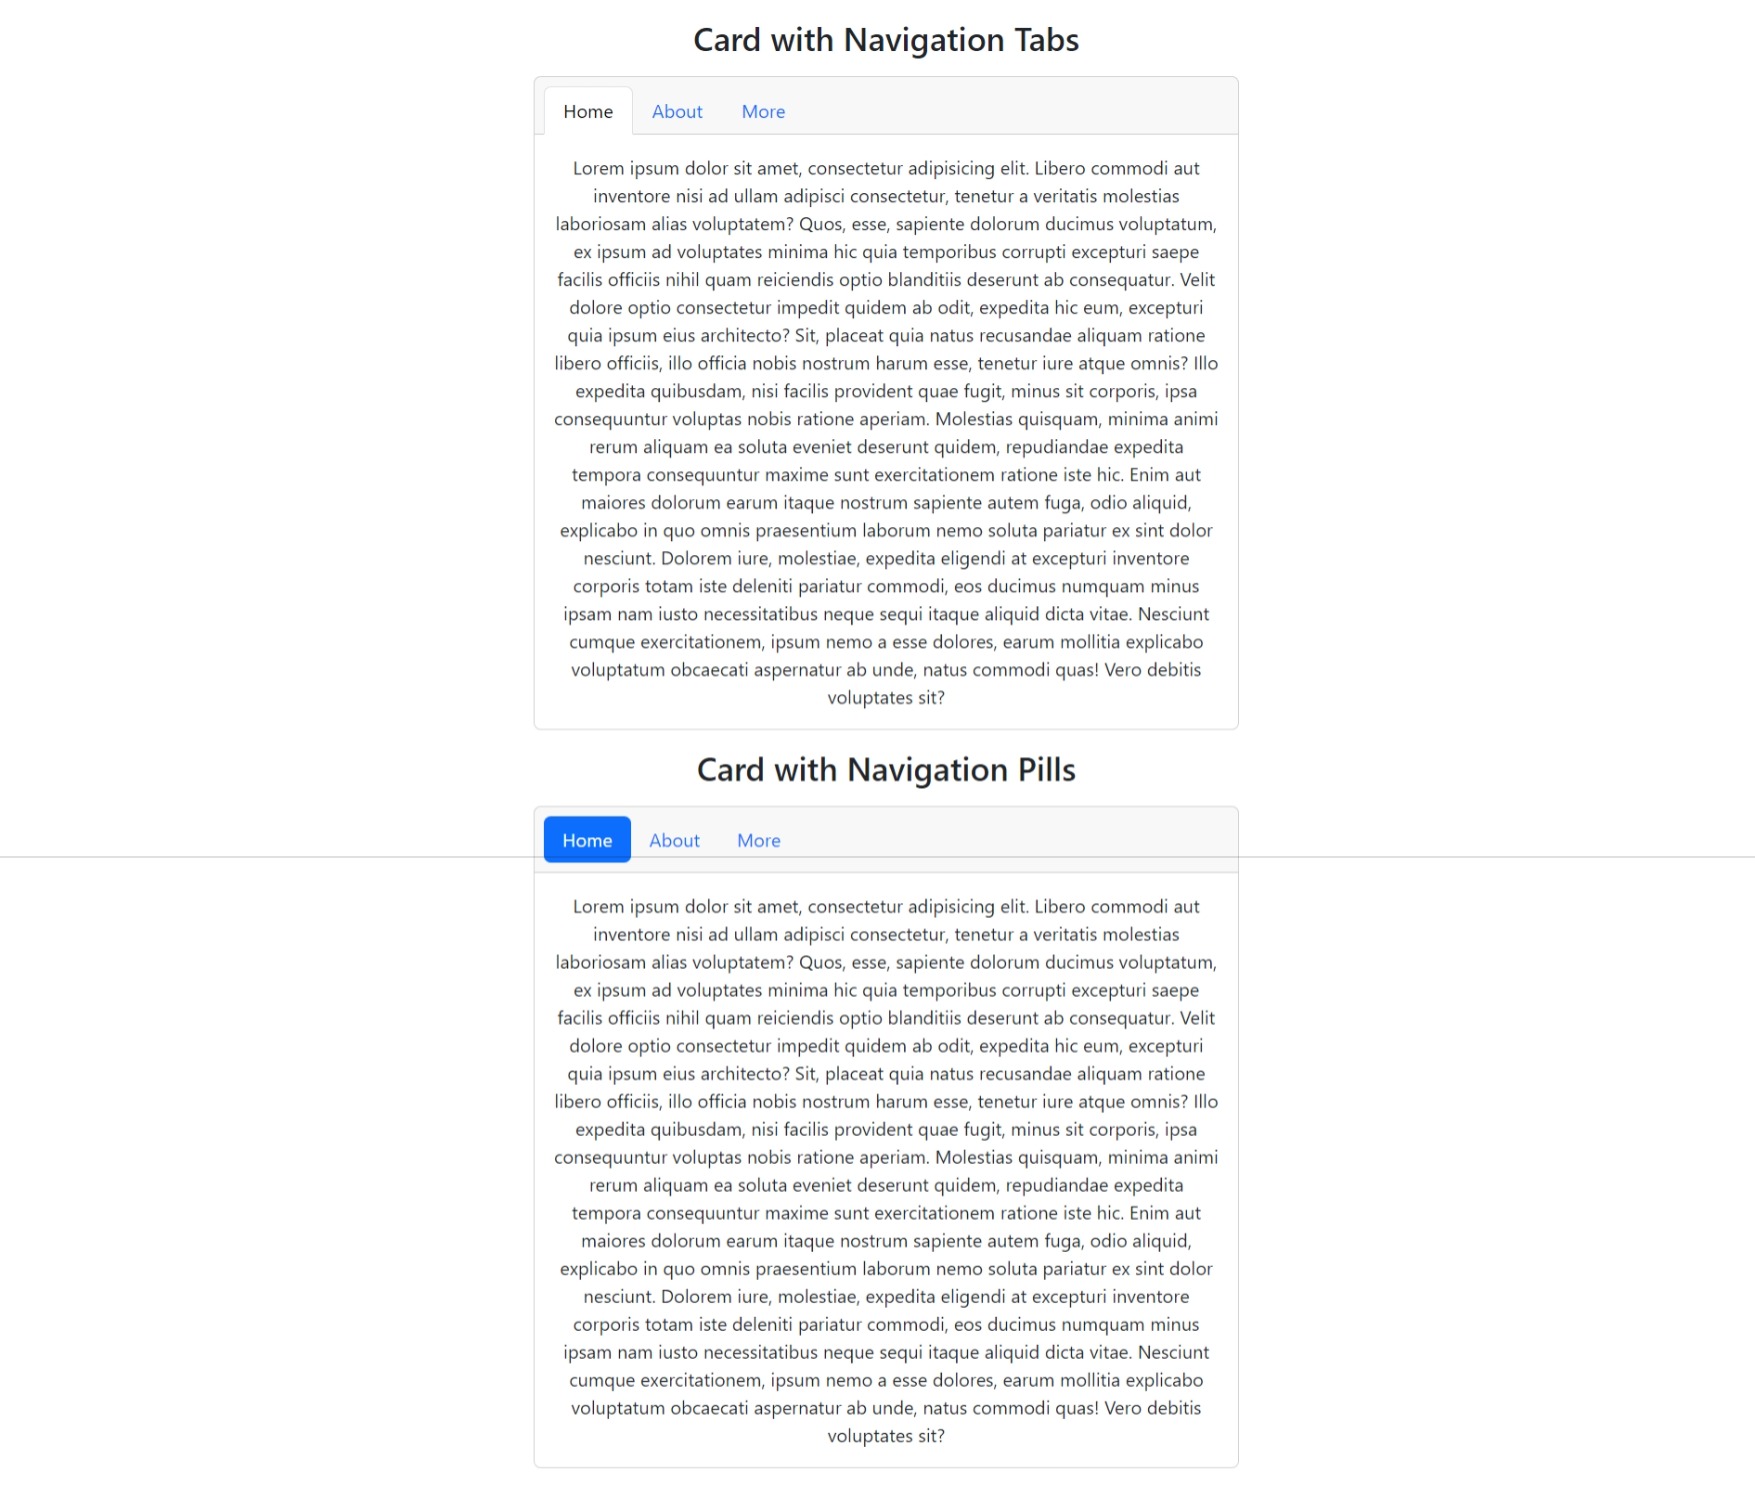 Card with Navigation Tabs
Home About More
Lorem ipsum dolor sit amet, consectetur adipisicing elit. Libero commodi aut
inventore nisi ad ullam adipisci consectetur, tenetur a veritatis molestias
laboriosam alias voluptatem? Quos, esse, sapiente dolorum ducimus voluptatum,
ex ipsum ad voluptates minima hic quia temporibus corrupti excepturi saepe
facilis officiis nihil quam reiciendis optio blanditiis deserunt ab consequatur. Velit
dolore optio consectetur impedit quidem ab odit, expedita hic eum, excepturi
quia ipsum eius architecto? Sit, placeat quia natus recusandae aliquam ratione
libero officiis, illo officia nobis nostrum harum esse, tenetur iure atque omnis? Illo
expedita quibusdam, nisi facilis provident quae fugit, minus sit corporis, ipsa
consequuntur voluptas nobis ratione aperiam. Molestias quisquam, minima animi
rerum aliquam ea soluta eveniet deserunt quidem, repudiandae expedita
tempora consequuntur maxime sunt exercitationem ratione iste hic. Enim aut
maiores dolorum earum itaque nostrum sapiente autem fuga, odio aliquid,
explicabo in quo omnis praesentium laborum nemo soluta pariatur ex sint dolor
nesciunt. Dolorem iure, molestiae, expedita eligendi at excepturi inventore
corporis totam iste deleniti pariatur commodi, eos ducimus numquam minus
ipsam nam iusto necessitatibus neque sequi itaque aliquid dicta vitae. Nesciunt
cumque exercitationem, ipsum nemo a esse dolores, earum mollitia explicabo
voluptatum obcaecati aspernatur ab unde, natus commodi quas! Vero debitis
voluptates sit?
Card with Navigation Pills
Home About More
Lorem ipsum dolor sit amet, consectetur adipisicing elit. Libero commodi aut
inventore nisi ad ullam adipisci consectetur, tenetur a veritatis molestias
laboriosam alias voluptatem? Quos, esse, sapiente dolorum ducimus voluptatum,
ex ipsum ad voluptates minima hic quia temporibus corrupti excepturi saepe
facilis officiis nihil quam reiciendis optio blanditiis deserunt ab consequatur. Velit
dolore optio consectetur impedit quidem ab odit, expedita hic eum, excepturi
quia ipsum eius architecto? Sit, placeat quia natus recusandae aliquam ratione
libero officiis, illo officia nobis nostrum harum esse, tenetur iure atque omnis? Illo
expedita quibusdam, nisi facilis provident quae fugit, minus sit corporis, ipsa
consequuntur voluptas nobis ratione aperiam. Molestias quisquam, minima animi
rerum aliquam ea soluta eveniet deserunt quidem, repudiandae expedita
tempora consequuntur maxime sunt exercitationem ratione iste hic. Enim aut
maiores dolorum earum itaque nostrum sapiente autem fuga, odio aliquid,
explicabo in quo omnis praesentium laborum nemo soluta pariatur ex sint dolor
nesciunt. Dolorem iure, molestiae, expedita eligendi at excepturi inventore
corporis totam iste deleniti pariatur commodi, eos ducimus numquam minus
ipsam nam iusto necessitatibus neque sequi itaque aliquid dicta vitae. Nesciunt
cumque exercitationem, ipsum nemo a esse dolores, earum mollitia explicabo
voluptatum obcaecati aspernatur ab unde, natus commodi quas! Vero debitis
voluptates sit?